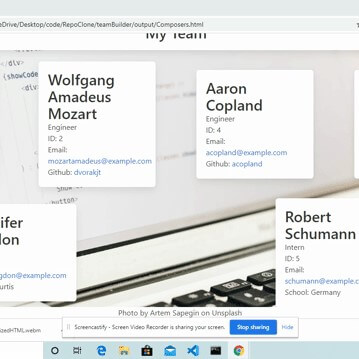 Drive/Desktop/code/RepoClone/teamBuilder/output/Composers.html
My Team
Wolfgang
Amadeus
Mozart
Engineer
ID: 2
Email:
mozartamadeus@example.com
Github: dvorakjt
Aaron
Copland
Engineer
ID: 4
Email:
acopland@example.com
Github: acopland
ifer
don
gdon@example.com
urtis
Robert
Schumann
Intern
ID: 5
Email:
schumann@example.c
School: Germany
Photo by Artem Sapegin on Unsplash
izedHTML.webm
Screencastify - Screen Video Recorder is sharing your screen.
Stop sharing
Hide